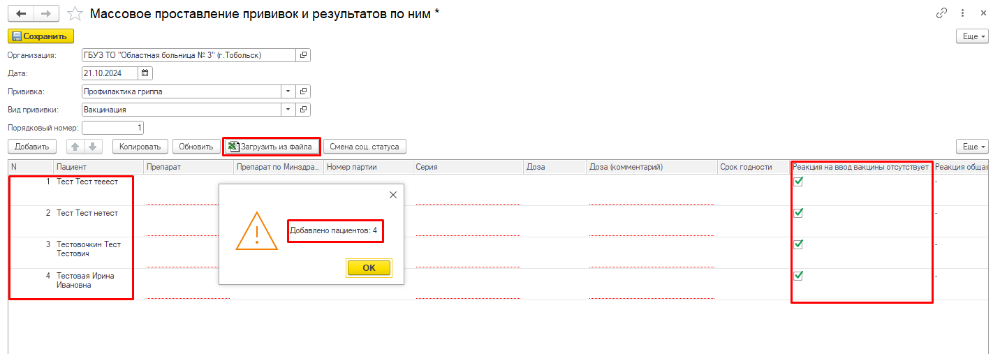 Массовое проставление прививок и результатов по ним *
Сохранить
Еще
Организация: ГБУЗ ТО "Областная больница № 3" (г.Тобольск)
Дата: 21.10.2024
Прививка: Профилактика гриппа
Вид прививки: Вакцинация
Порядковый номер: 1
Добавить Копировать Обновить Загрузить из файла Смена соц. статуса Еще
N Пациент Препарат Препарат по Минздра... Номер партии Серия Доза Доза (комментарий) Срок годности Реакция на ввод вакцины отсутствует Реакция общая
1 Тест Тест тееест -
2 Тест Тест нетест -
3 Тестовочкин Тест -
Тестович
4 Тестовая Ирина -
Ивановна
Добавлено пациентов: 4
OK